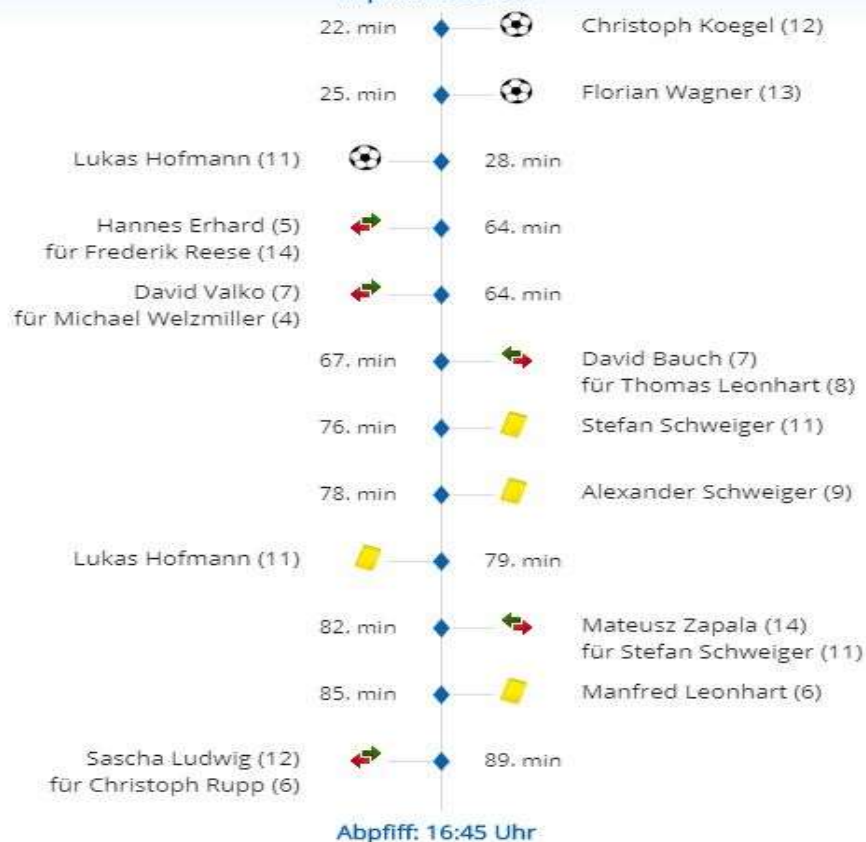 22. min Christoph Koegel (12)
25. min Florian Wagner (13)
Lukas Hofmann (11) 28. min
Hannes Erhard (5) 64. min
für Frederik Reese (14)
David Valko (7) 64. min
für Michael Welzmiller (4)
67. min David Bauch (7)
für Thomas Leonhart (8)
76. min Stefan Schweiger (11)
78. min Alexander Schweiger (9)
Lukas Hofmann (11) 79. min
82. min Mateusz Zapala (14)
für Stefan Schweiger (11)
85. min Manfred Leonhart (6)
Sascha Ludwig (12) 89. min
für Christoph Rupp (6)
Abpfiff: 16:45 Uhr